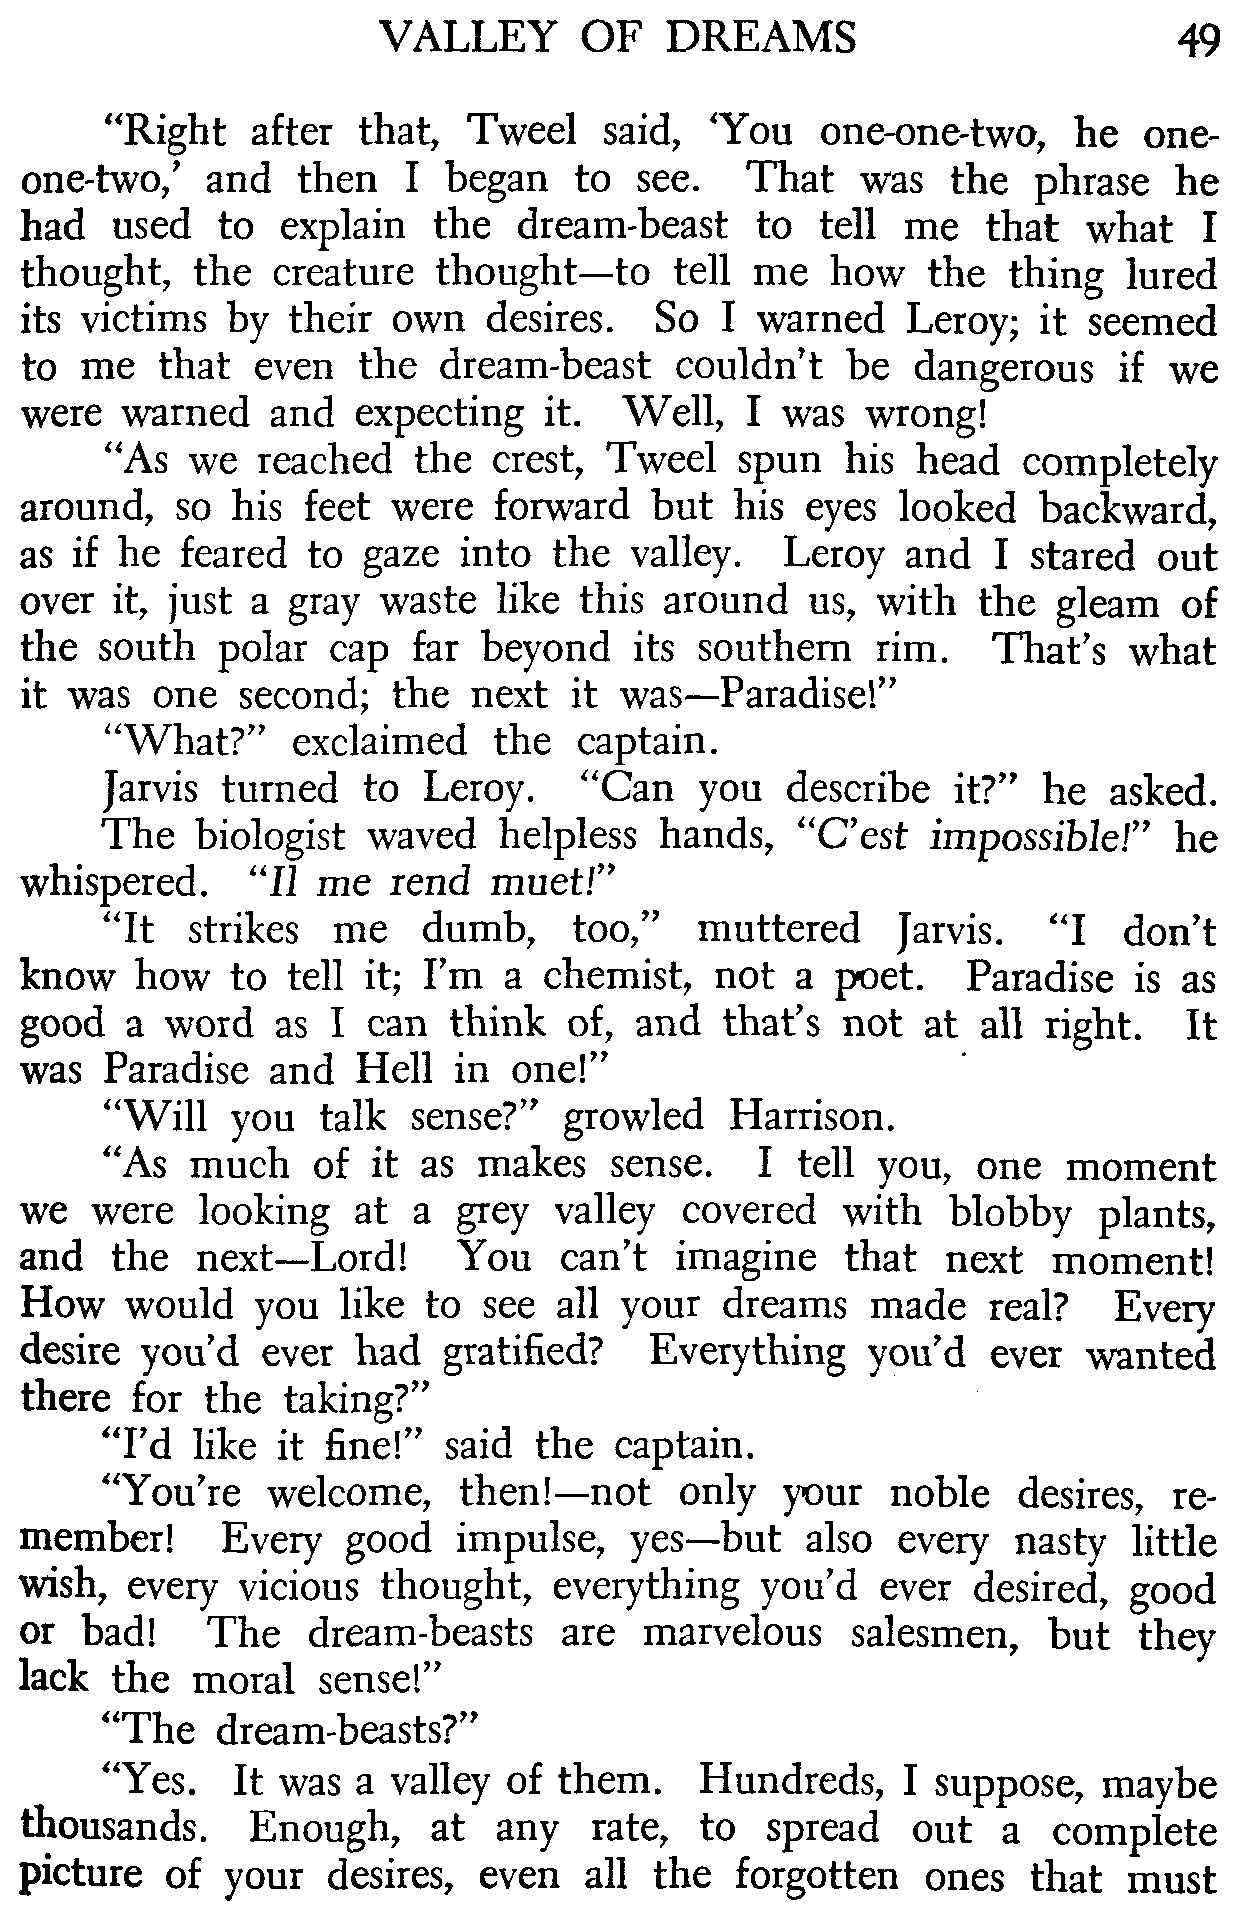 VALLEY OF DREAMS 49
“Right after that, Tweel said, ‘You one-one-two, he one-
one-two,’ and then I began to see. That was the phrase he
had used to explain the dream-beast to tell me that what I
thought, the creature thought—to tell me how the thing lured
its victims by their own desires. So I warned Leroy; it seemed
to me that even the dream-beast couldn’t be dangerous if we
were warned and expecting it. Well, I was wrong!
“As we reached the crest, Tweel spun his head completely
around, so his feet were forward but his eyes looked backward,
as if he feared to gaze into the valley. Leroy and I stared out
over it, just a gray waste like this around us, with the gleam of
the south polar cap far beyond its southern rim. That’s what
it was one second; the next it was—Paradise!”
“What?” exclaimed the captain.
Jarvis turned to Leroy. “Can you describe it?” he asked.
The biologist waved helpless hands, “C’est impossible!” he
whispered. “Il me rend muet!”
“It strikes me dumb, too,” muttered Jarvis. “I don’t
know how to tell it; I’m a chemist, not a poet. Paradise is as
good a word as I can think of, and that’s not at all right. It
was Paradise and Hell in one!”
“Will you talk sense?” growled Harrison.
“As much of it as makes sense. I tell you, one moment
we were looking at a grey valley covered with blobby plants,
and the next—Lord! You can’t imagine that next moment!
How would you like to see all your dreams made real? Every
desire you’d ever had gratified? Everything you’d ever wanted
there for the taking?”
“I’d like it fine!” said the captain.
“You’re welcome, then!—not only your noble desires, re-
member! Every good impulse, yes—but also every nasty little
wish, every vicious thought, everything you’d ever desired, good
or bad! The dream-beasts are marvelous salesmen, but they
lack the moral sense!”
“The dream-beasts?”
“Yes. It was a valley of them. Hundreds, I suppose, maybe
thousands. Enough, at any rate, to spread out a complete
picture of your desires, even all the forgotten ones that must